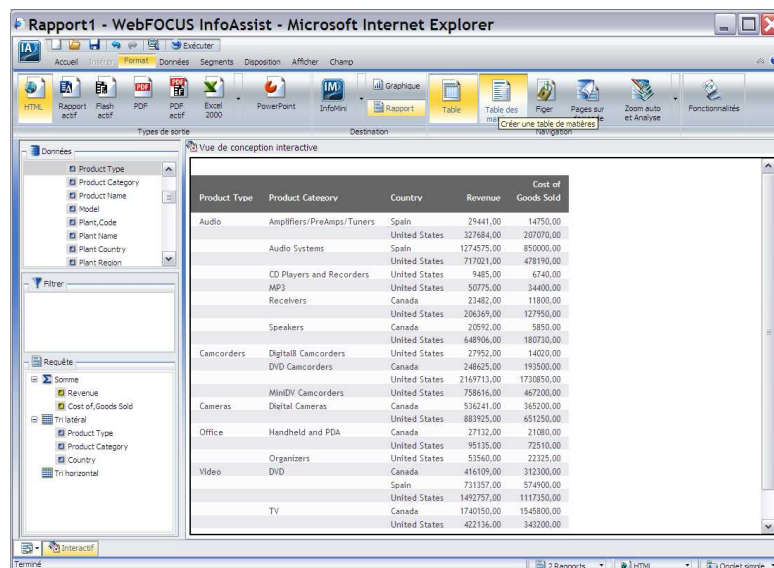 Rapport1 - WebFOCUS InfoAssist - Microsoft Internet Explorer
Exécuter
Accueil Insérer Format Données Segments Disposition Afficher Champ
HTML
Rapport actif
Flash actif
PDF
PDF actif
Excel 2000
PowerPoint
InfoMini
Graphique
Rapport
Table
Table des
Figer
Pages sur
Zoom auto et Analyse
Fonctionnalités
Créer une table de matières
Types de sortie
Destination
Navigation
Données
Product Type
Product Category
Product Name
Model
Plant,Code
Plant Name
Plant Country
Plant Region
Filtrer
Requête
Somme
Revenue
Cost of,Goods Sold
Tri latéral
Product Type
Product Category
Country
Tri horizontal
Vue de conception interactive
Product Type Product Category Country Revenue Cost of Goods Sold
Audio Amplifiers/PreAmps/Tuners Spain 29441,00 14750,00
United States 327684,00 207070,00
Audio Systems Spain 1274575,00 850000,00
United States 717021,00 478190,00
CD Players and Recorders United States 9485,00 6740,00
MP3 United States 50775,00 34400,00
Receivers Canada 23482,00 11800,00
United States 206369,00 127950,00
Speakers Canada 20592,00 5850,00
United States 648906,00 180730,00
Camcorders Digital8 Camcorders United States 27952,00 14020,00
DVD Camcorders Canada 248625,00 193500,00
United States 2169713,00 1730850,00
MiniDV Camcorders United States 758616,00 467200,00
Cameras Digital Cameras Canada 536241,00 365200,00
United States 883925,00 651250,00
Office Handheld and PDA Canada 27132,00 21080,00
United States 95135,00 72510,00
Organizers United States 53560,00 22325,00
Video DVD Canada 416109,00 312300,00
Spain 731357,00 574900,00
United States 1492757,00 1117350,00
TV Canada 1740150,00 1545800,00
United States 422136,00 343200,00
Interactif
Terminé
2 Rapports
HTML
Onglet simple